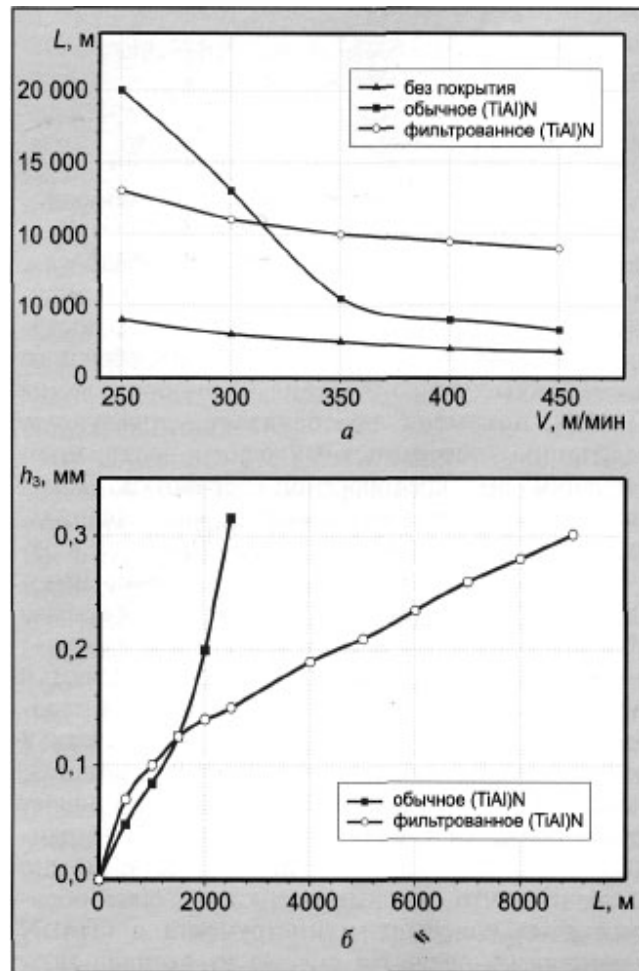 L, м
20 000
15 000
10 000
10 000
0
без покрытия
обычное (TiAl)N
фильтрованное (TiAl)N
250 300 350 400 450
V, м/мин
а
h₃, мм
0,3
0,2
0,1
0,0
обычное (TiAl)N
фильтрованное (TiAl)N
0 2000 4000 6000 8000 L, м
б